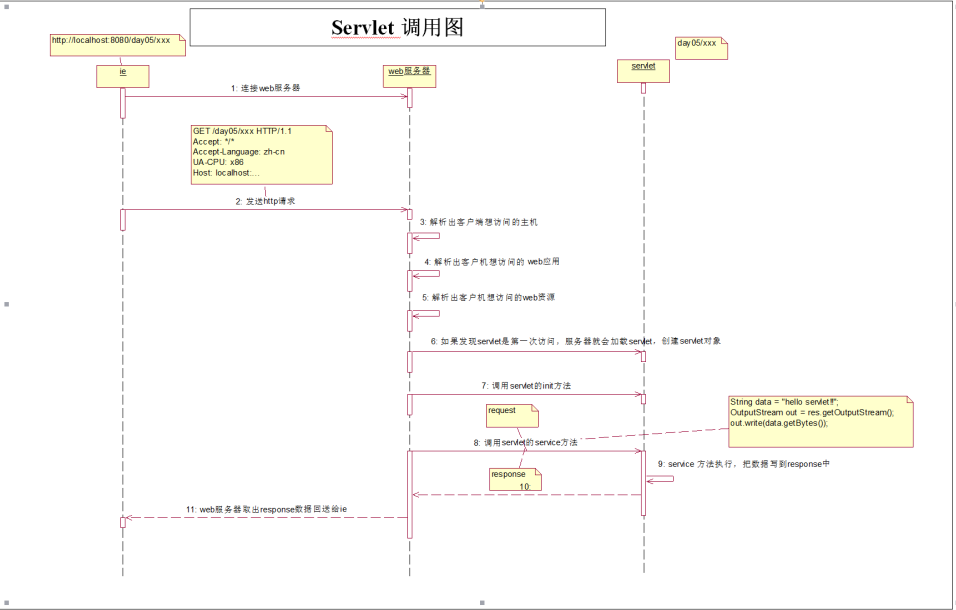 Servlet 调用图
http://localhost:8080/day05/xxx
day05/xxx
ie
web服务器
servlet
1: 连接web服务器
GET /day05/xxx HTTP/1.1
Accept: */*
Accept-Language: zh-cn
UA-CPU: x86
Host: localhost:...
2: 发送http请求
3: 解析出客户端想访问的主机
4: 解析出客户机想访问的 web应用
5: 解析出客户机想访问的web资源
6: 如果发现servlet是第一次访问，服务器就会加载servlet，创建servlet对象
7: 调用servlet的init方法
String data = "hello servlet!!";
OutputStream out = res.getOutputStream();
out.write(data.getBytes());
request
8: 调用servlet的service方法
9: service 方法执行，把数据写到response中
response
10:
11: web服务器取出response数据回送给ie